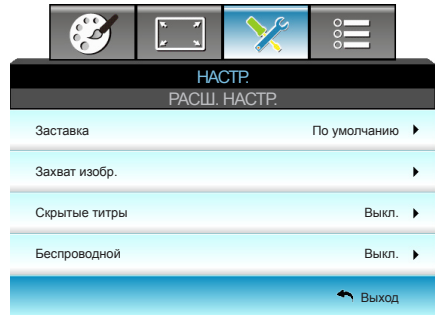 НАСТР.
РАСШ. НАСТР.
Заставка По умолчанию
Захват изобр.
Скрытые титры Выкл.
Беспроводной Выкл.
Выход